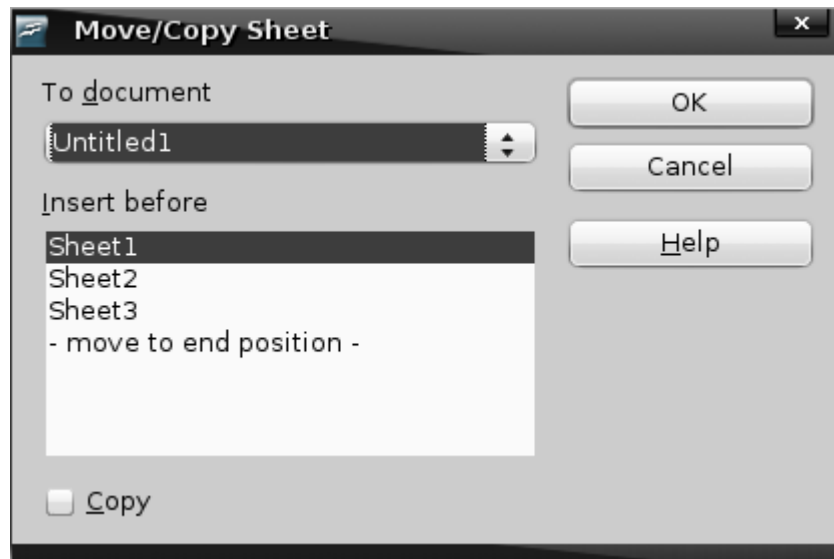 Move/Copy Sheet
To document
Untitled1
Insert before
Sheet1
Sheet2
Sheet3
- move to end position -
Copy
OK
Cancel
Help